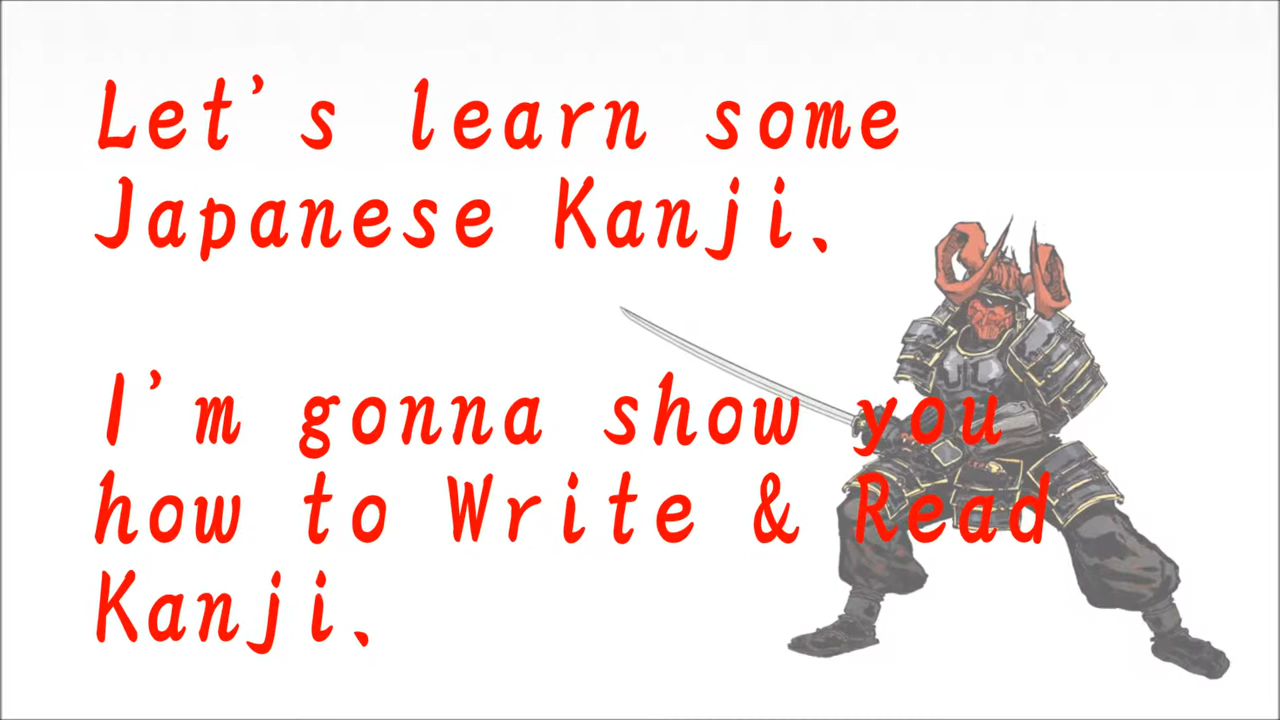 Let's learn some
Japanese Kanji、
I'm gonna show you
how to Write & Read
Kanji、